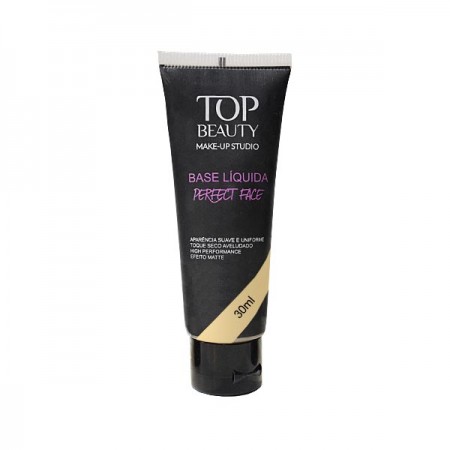 TOP
BEAUTY
MAKE-UP STUDIO
BASE LÍQUIDA
PERFECT FACE
APARÊNCIA SUAVE E UNIFORME
TOQUE SECO AVELUDADO
HIGH PERFORMANCE
EFEITO MATTE
30ml